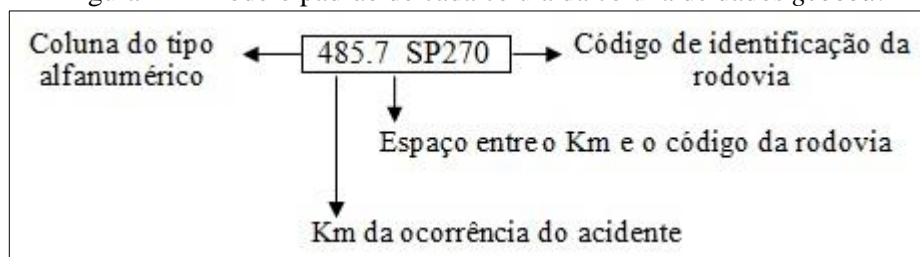 Coluna do tipo
alfanumérico
485.7 SP270
Código de identificação da
rodovia
Espaço entre o Km e o código da rodovia
Km da ocorrência do acidente